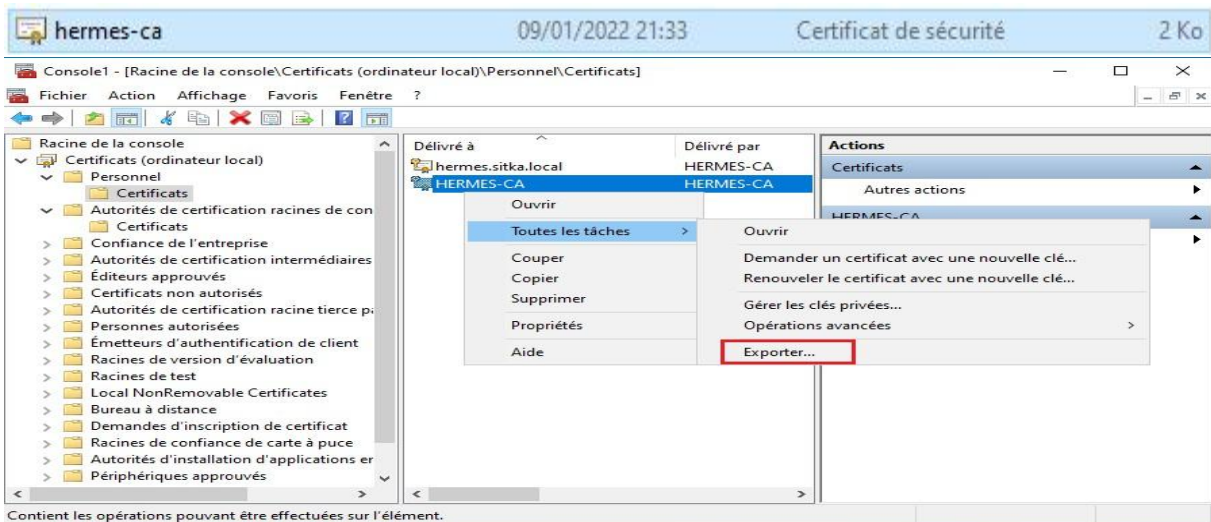 hermes-ca 09/01/2022 21:33 Certificat de sécurité 2 Ko
Console1 - [Racine de la console\Certificats (ordinateur local)\Personnel\Certificats]
Fichier Action Affichage Favoris Fenêtre ?
Racine de la console
Certificats (ordinateur local)
Personnel
Certificats
Autorités de certification racines de con
Certificats
Confiance de l'entreprise
Autorités de certification intermédiaires
Éditeurs approuvés
Certificats non autorisés
Autorités de certification racine tierce pa
Personnes autorisées
Émetteurs d'authentification de client
Racines de version d'évaluation
Racines de test
Local NonRemovable Certificates
Bureau à distance
Demandes d'inscription de certificat
Racines de confiance de carte à puce
Autorités d'installation d'applications er
Périphériques approuvés
Délivré à Délivré par
hermes.sitka.local HERMES-CA
HERMES-CA HERMES-CA
Ouvrir
Toutes les tâches
Couper
Copier
Supprimer
Propriétés
Aide
Ouvrir
Demander un certificat avec une nouvelle clé...
Renouveler le certificat avec une nouvelle clé...
Gérer les clés privées...
Opérations avancées
Exporter...
Actions
Certificats
Autres actions
HERMES-CA
Contient les opérations pouvant être effectuées sur l'élément.